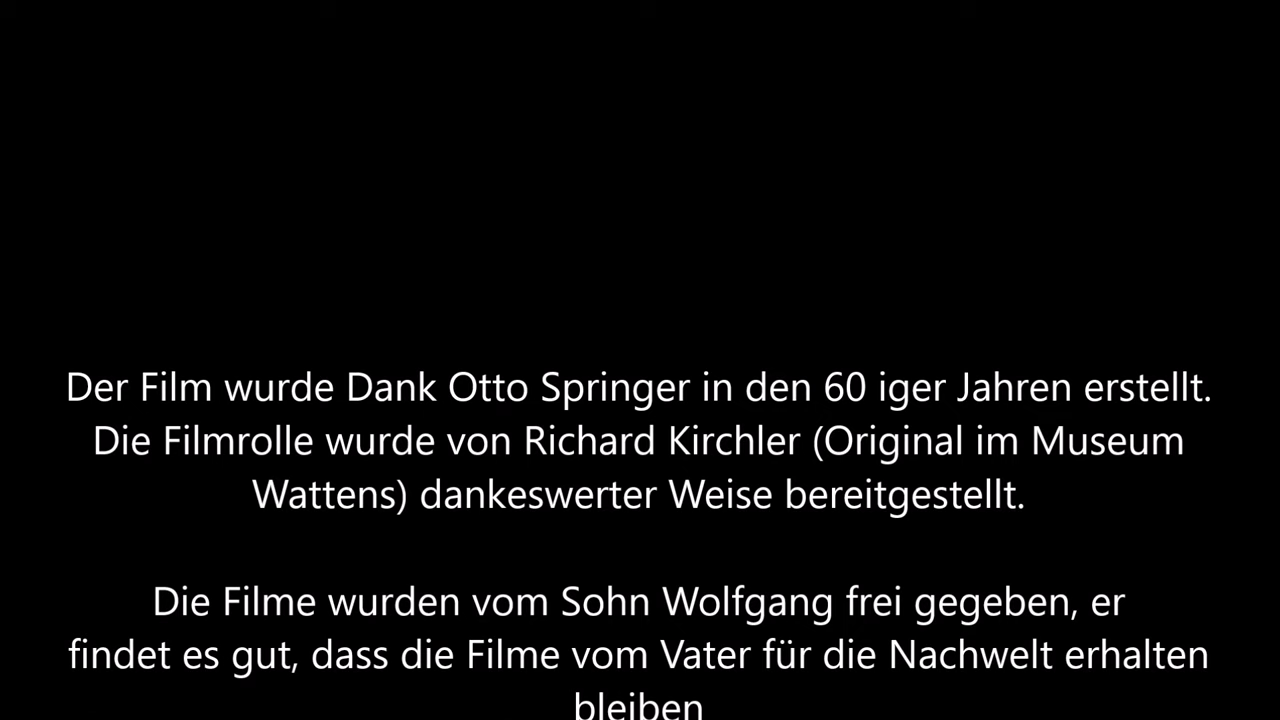 Der Film wurde Dank Otto Springer in den 60 iger Jahren erstellt.
Die Filmrolle wurde von Richard Kirchler (Original im Museum
Wattens) dankeswerter Weise bereitgestellt.
Die Filme wurden vom Sohn Wolfgang frei gegeben, er
findet es gut, dass die Filme vom Vater für die Nachwelt erhalten
bleiben